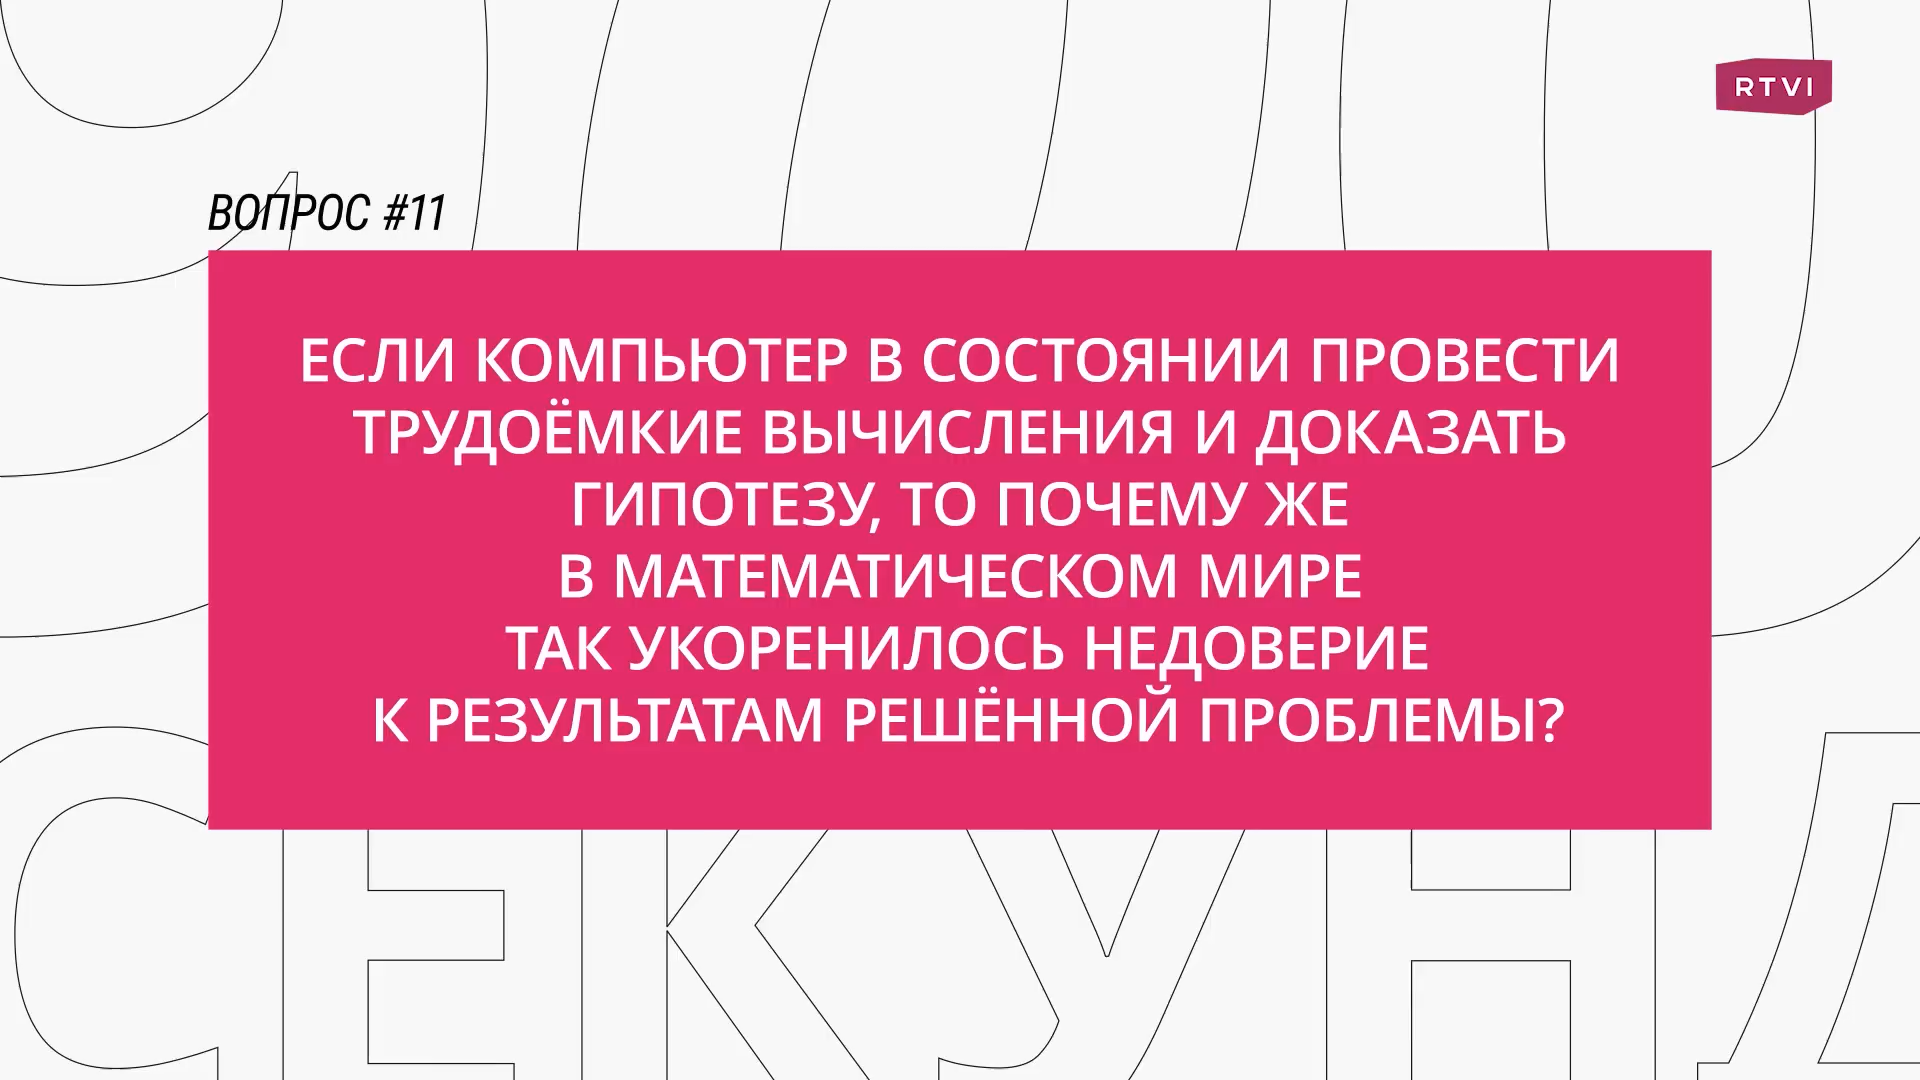 RTVI
ВОПРОС #11
ЕСЛИ КОМПЬЮТЕР В СОСТОЯНИИ ПРОВЕСТИ
ТРУДОЁМКИЕ ВЫЧИСЛЕНИЯ И ДОКАЗАТЬ
ГИПОТЕЗУ, ТО ПОЧЕМУ ЖЕ
В МАТЕМАТИЧЕСКОМ МИРЕ
ТАК УКОРЕНИЛОСЬ НЕДОВЕРИЕ
К РЕЗУЛЬТАТАМ РЕШЁННОЙ ПРОБЛЕМЫ?
СЕКУНД